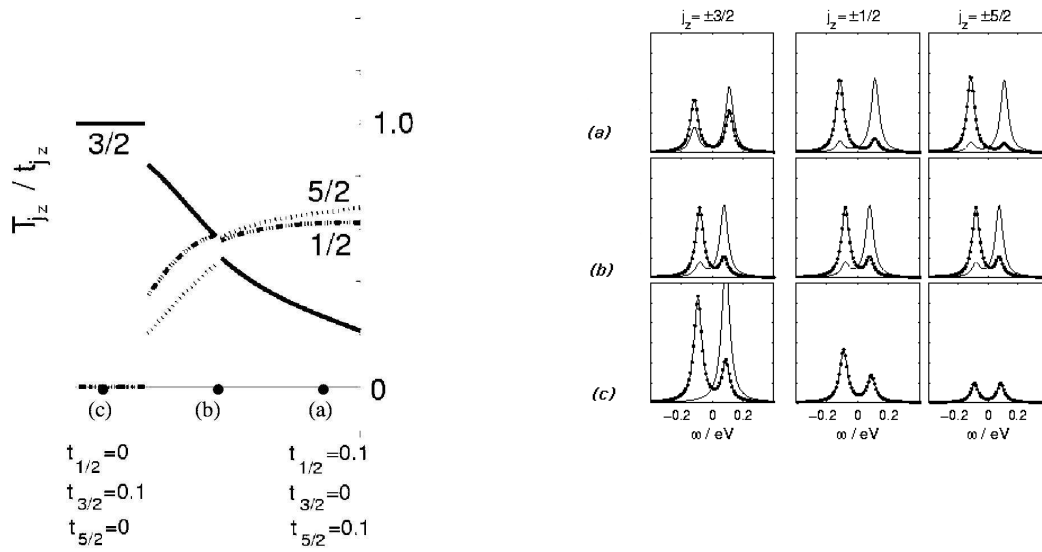 T̅_{j_z} / t_{j_z}
3/2
5/2
1/2
1.0
0
(c) (b) (a)
t_{1/2}=0
t_{3/2}=0.1
t_{5/2}=0
t_{1/2}=0.1
t_{3/2}=0
t_{5/2}=0.1
j_z=±3/2 j_z=±1/2 j_z=±5/2
(a)
(b)
(c)
-0.2 0 0.2 -0.2 0 0.2 -0.2 0 0.2
ω / eV ω / eV ω / eV